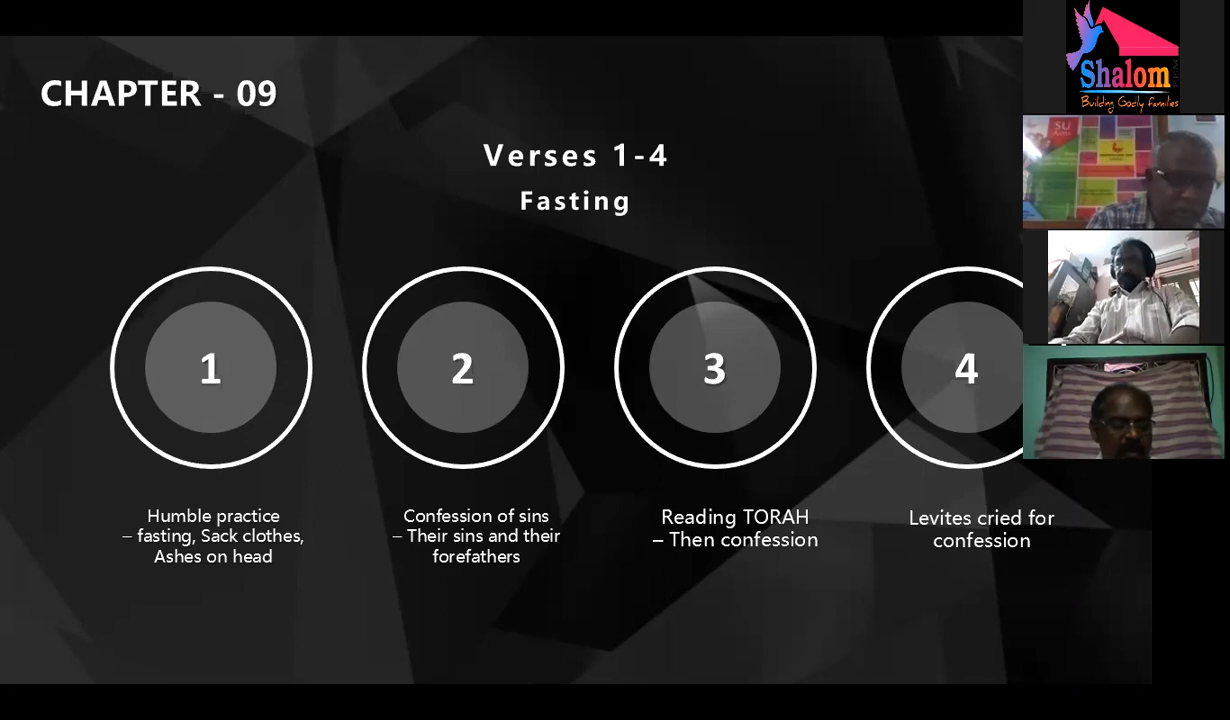 CHAPTER - 09
Verses 1-4
Fasting
1
2
3
4
Humble practice
– fasting, Sack clothes,
Ashes on head
Confession of sins
– Their sins and their
forefathers
Reading TORAH
– Then confession
Levites cried for
confession
Shalom
Building Godly families
SU